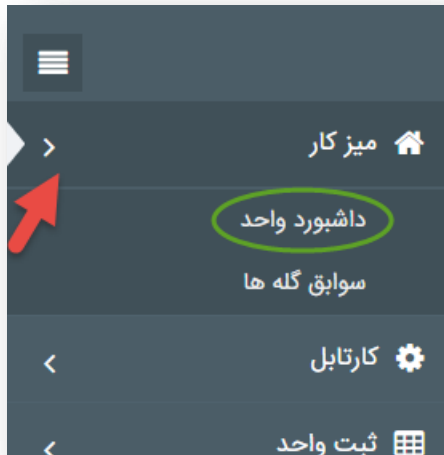 میز کار
داشبورد واحد
سوابق گله ها
کارتابل
ثبت واحد